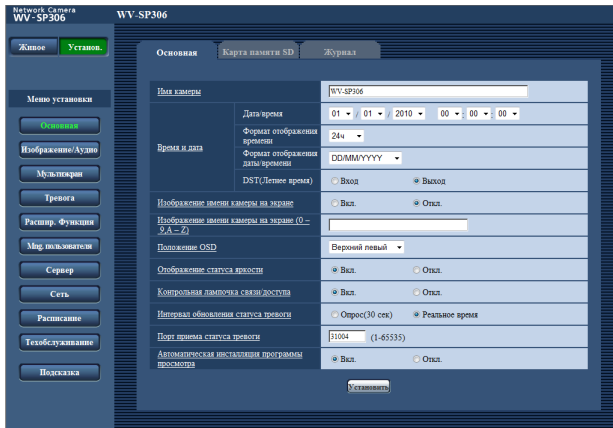 Network Camera
WV-SP306
WV-SP306
Живое Установ.
Основная Карта памяти SD Журнал
Меню установки
Основная
Изображение/Аудио
Мультиэкран
Тревога
Расшир. Функция
Mng. пользователя
Сервер
Сеть
Расписание
Техобслуживание
Подсказка
Имя камеры WV-SP306
Время и дата
Дата/время 01 / 01 / 2010 00 : 00 : 00
Формат отображения
времени 24ч
Формат отображения
даты/времени DD/MM/YYYY
DST(Летнее время) Вход Выход
Изображение имени камеры на экране Вкл. Откл.
Изображение имени камеры на экране (0 –
9,A – Z)
Положение OSD Верхний левый
Отображение статуса яркости Вкл. Откл.
Контрольная лампочка связи/доступа Вкл. Откл.
Интервал обновления статуса тревоги Опрос(30 сек) Реальное время
Порт приема статуса тревоги 31004 (1-65535)
Автоматическая инсталляция программы
просмотра Вкл. Откл.
Установить